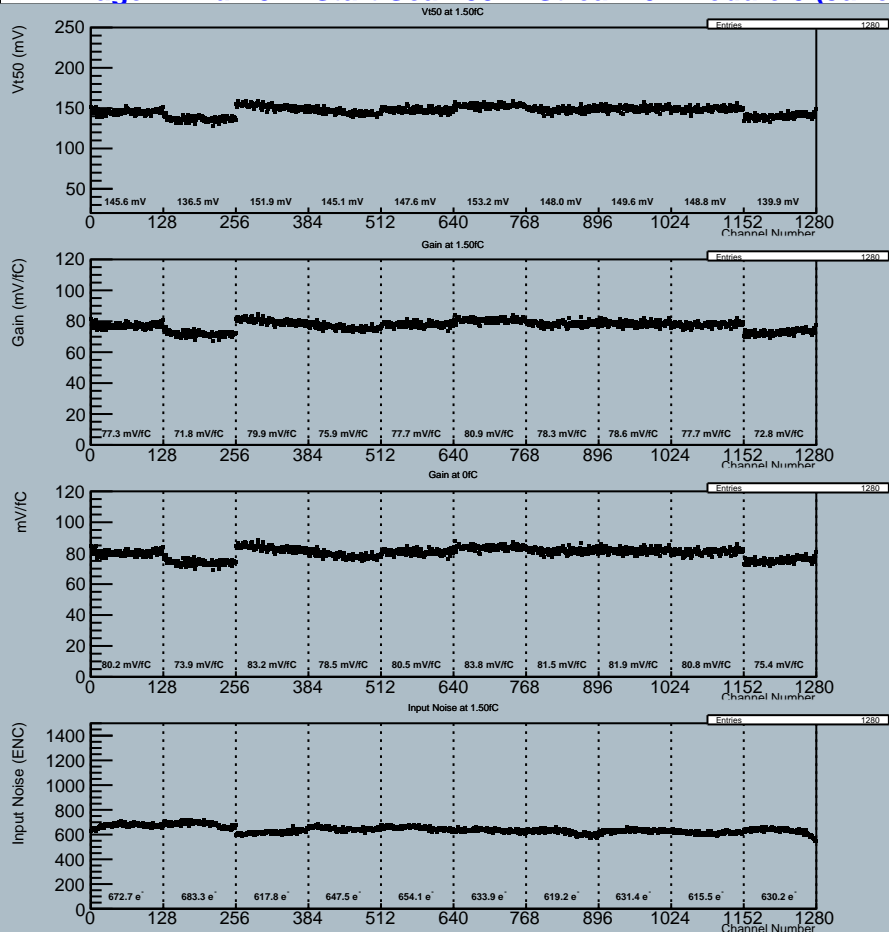 Vt50 at 1.50fC
Entries 1280
Vt50 (mV)
250
200
150
100
50
145.6 mV 136.5 mV 151.9 mV 145.1 mV 147.6 mV 153.2 mV 148.0 mV 149.6 mV 148.8 mV 139.9 mV
0 128 256 384 512 640 768 896 1024 1152 1280
Channel Number
Gain at 1.50fC
Entries 1280
Gain (mV/fC)
120
100
80
60
40
20
0
77.3 mV/fC 71.8 mV/fC 79.9 mV/fC 75.9 mV/fC 77.7 mV/fC 80.9 mV/fC 78.3 mV/fC 78.6 mV/fC 77.7 mV/fC 72.8 mV/fC
0 128 256 384 512 640 768 896 1024 1152 1280
Channel Number
Gain at 0fC
Entries 1280
mV/fC
120
100
80
60
40
20
0
80.2 mV/fC 73.9 mV/fC 83.2 mV/fC 78.5 mV/fC 80.5 mV/fC 83.8 mV/fC 81.5 mV/fC 81.9 mV/fC 80.8 mV/fC 75.4 mV/fC
0 128 256 384 512 640 768 896 1024 1152 1280
Channel Number
Input Noise at 1.50fC
Entries 1280
Input Noise (ENC)
1400
1200
1000
800
600
400
200
0
672.7 e⁻ 683.3 e⁻ 617.8 e⁻ 647.5 e⁻ 654.1 e⁻ 633.9 e⁻ 619.2 e⁻ 631.4 e⁻ 615.5 e⁻ 630.2 e⁻
0 128 256 384 512 640 768 896 1024 1152 1280
Channel Number